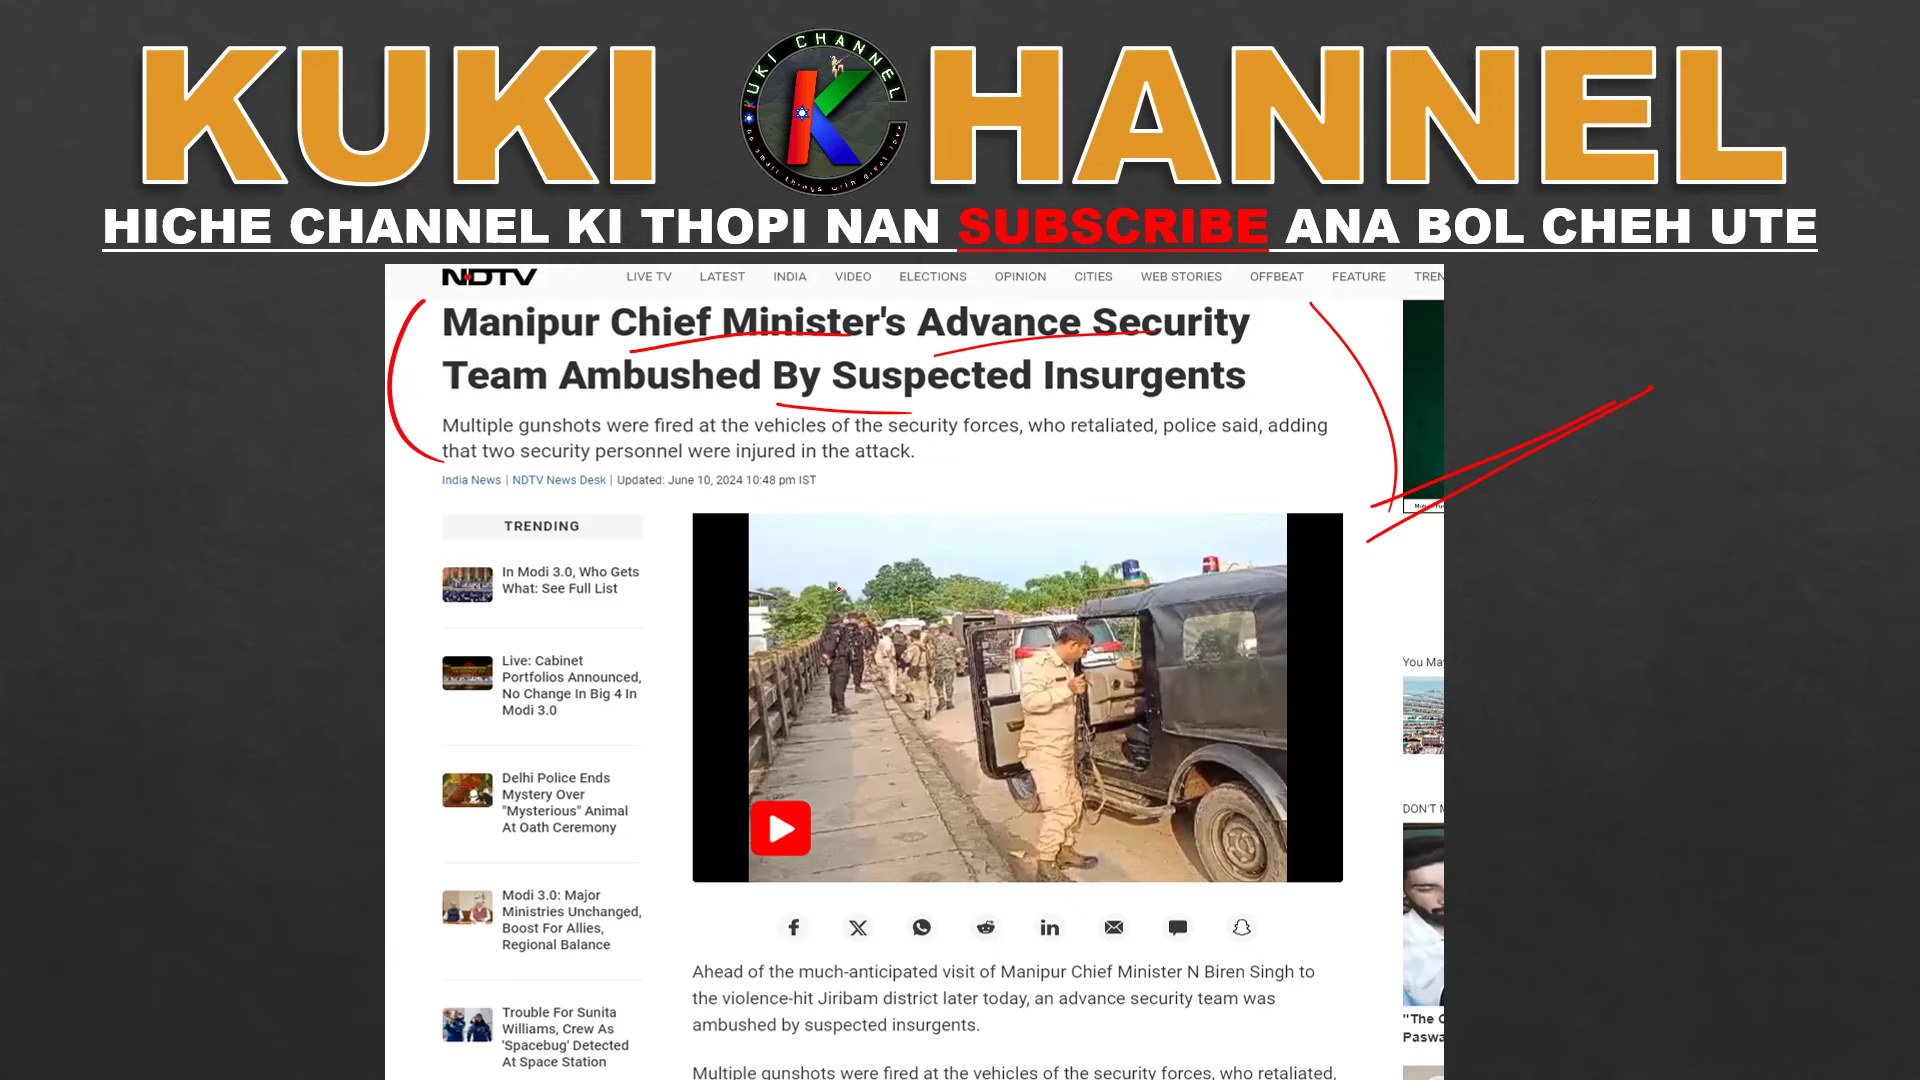 KUKI CHANNEL
KUKI CHANNEL
HICHE CHANNEL KI THOPI NAN SUBSCRIBE ANA BOL CHEH UTE
NDTV
LIVE TV LATEST INDIA VIDEO ELECTIONS OPINION CITIES WEB STORIES OFFBEAT FEATURE TREN
Manipur Chief Minister's Advance Security
Team Ambushed By Suspected Insurgents
Multiple gunshots were fired at the vehicles of the security forces, who retaliated, police said, adding
that two security personnel were injured in the attack.
India News | NDTV News Desk | Updated: June 10, 2024 10:48 pm IST
TRENDING
In Modi 3.0, Who Gets
What: See Full List
Live: Cabinet
Portfolios Announced,
No Change In Big 4 In
Modi 3.0
Delhi Police Ends
Mystery Over
"Mysterious" Animal
At Oath Ceremony
Modi 3.0: Major
Ministries Unchanged,
Boost For Allies,
Regional Balance
Trouble For Sunita
Williams, Crew As
'Spacebug' Detected
At Space Station
Ahead of the much-anticipated visit of Manipur Chief Minister N Biren Singh to
the violence-hit Jiribam district later today, an advance security team was
ambushed by suspected insurgents.
Multiple gunshots were fired at the vehicles of the security forces, who retaliated,
You May
DON'T M
"The C
Paswa